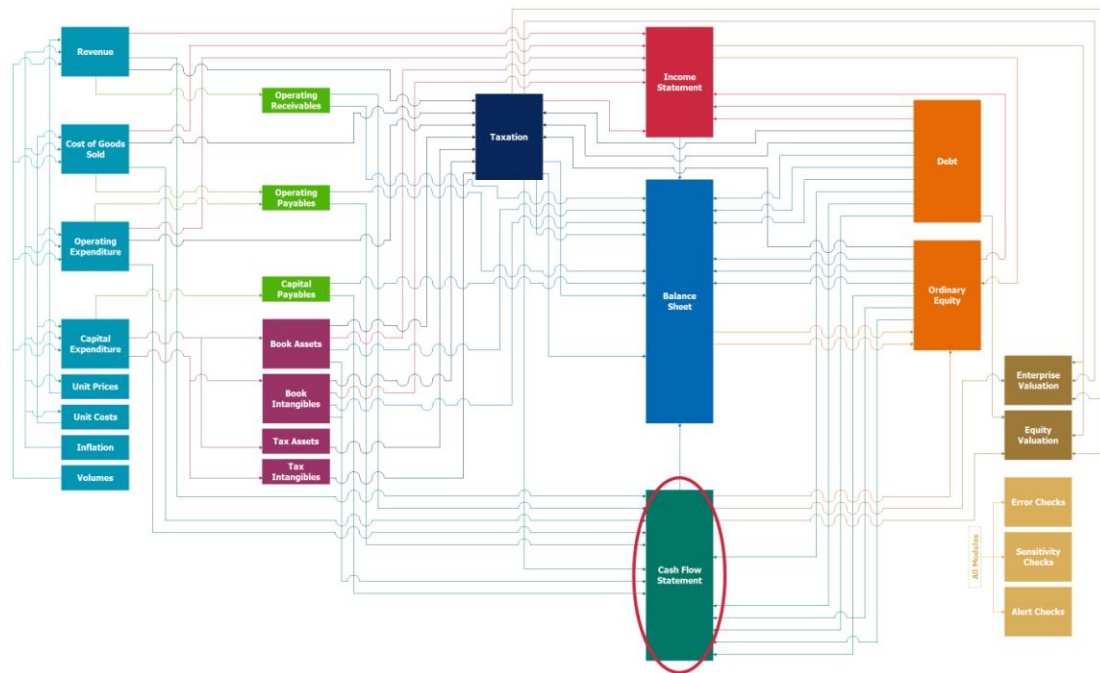 Revenue
Operating
Receivables
Cost of Goods
Sold
Operating
Payables
Operating
Expenditure
Capital
Payables
Capital
Expenditure
Book Assets
Unit Prices
Book
Intangibles
Unit Costs
Tax Assets
Inflation
Tax
Intangibles
Volumes
Taxation
Income
Statement
Balance
Sheet
Cash Flow
Statement
Debt
Ordinary
Equity
Enterprise
Valuation
Equity
Valuation
All Modules
Error Checks
Sensitivity
Checks
Alert Checks